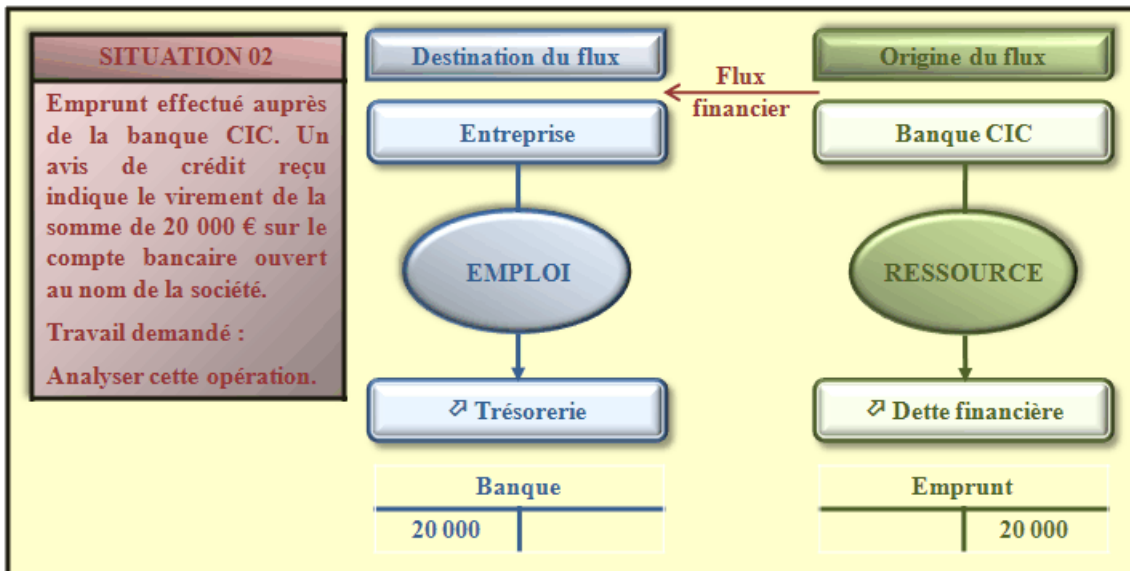 SITUATION 02
Emprunt effectué auprès
de la banque CIC. Un
avis de crédit reçu
indique le virement de la
somme de 20 000 € sur le
compte bancaire ouvert
au nom de la société.
Travail demandé :
Analyser cette opération.
Destination du flux
Flux
financier
Origine du flux
Entreprise
Banque CIC
EMPLOI
RESSOURCE
⬀ Trésorerie
⬀ Dette financière
Banque
20 000
Emprunt
20 000